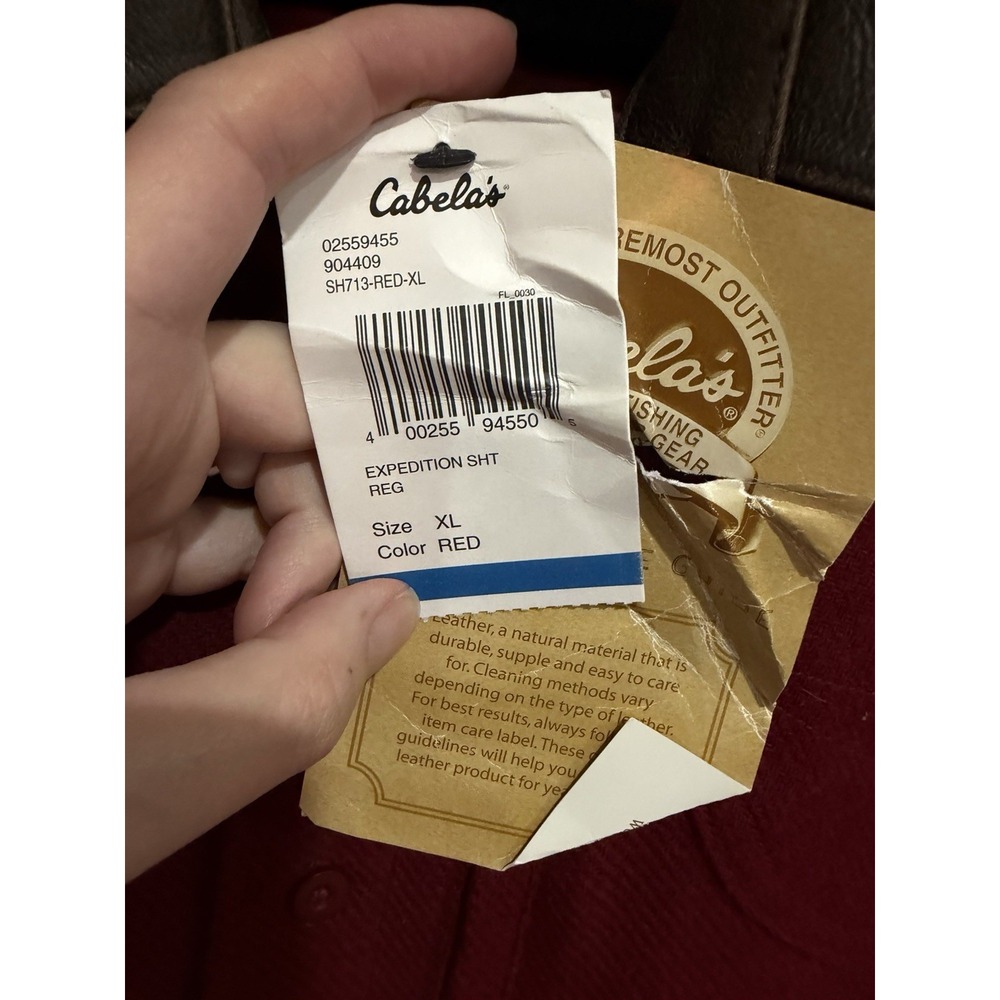 Cabela's®
02559455
904409
SH713-RED-XL
FL_0030
4 00255 94550 5
EXPEDITION SHT
REG
Size XL
Color RED
REMOST OUTFITTER®
ela's®
ISHING
GEAR
Leather, a natural material that is
durable, supple and easy to care
for. Cleaning methods vary
depending on the type of leather.
For best results, always fol
item care label. These
guidelines will help you
leather product for yea